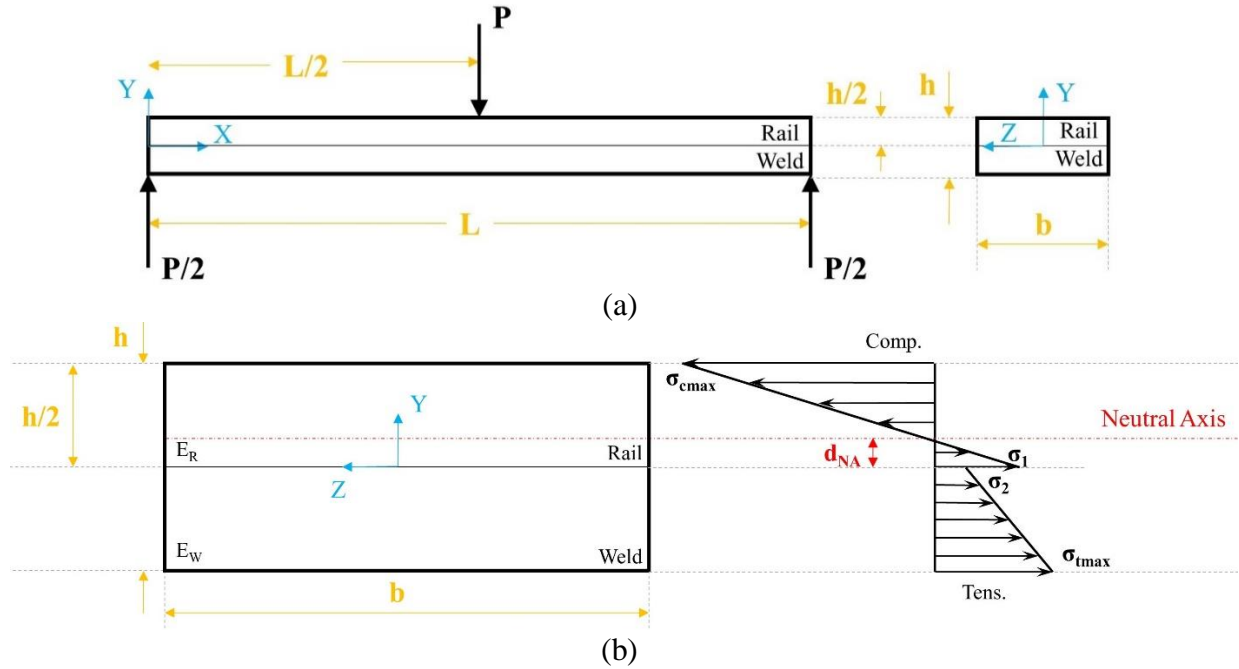 P
L/2
Y
h/2
h
Y
X
Rail
Weld
Z
Rail
Weld
L
b
P/2
P/2
(a)
h
Comp.
σcmax
h/2
Y
Neutral Axis
E_R
Rail
d_NA
σ₁
Z
σ₂
E_W
Weld
σtmax
b
Tens.
(b)